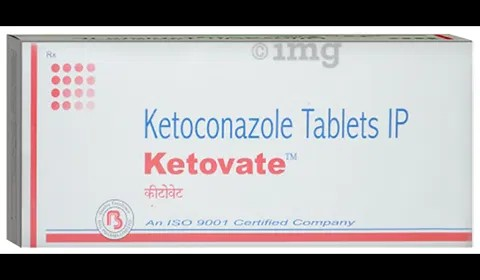 ©1mg
Rx
Ketoconazole Tablets IP
Ketovate™
कीटोवेट
An ISO 9001 Certified Company